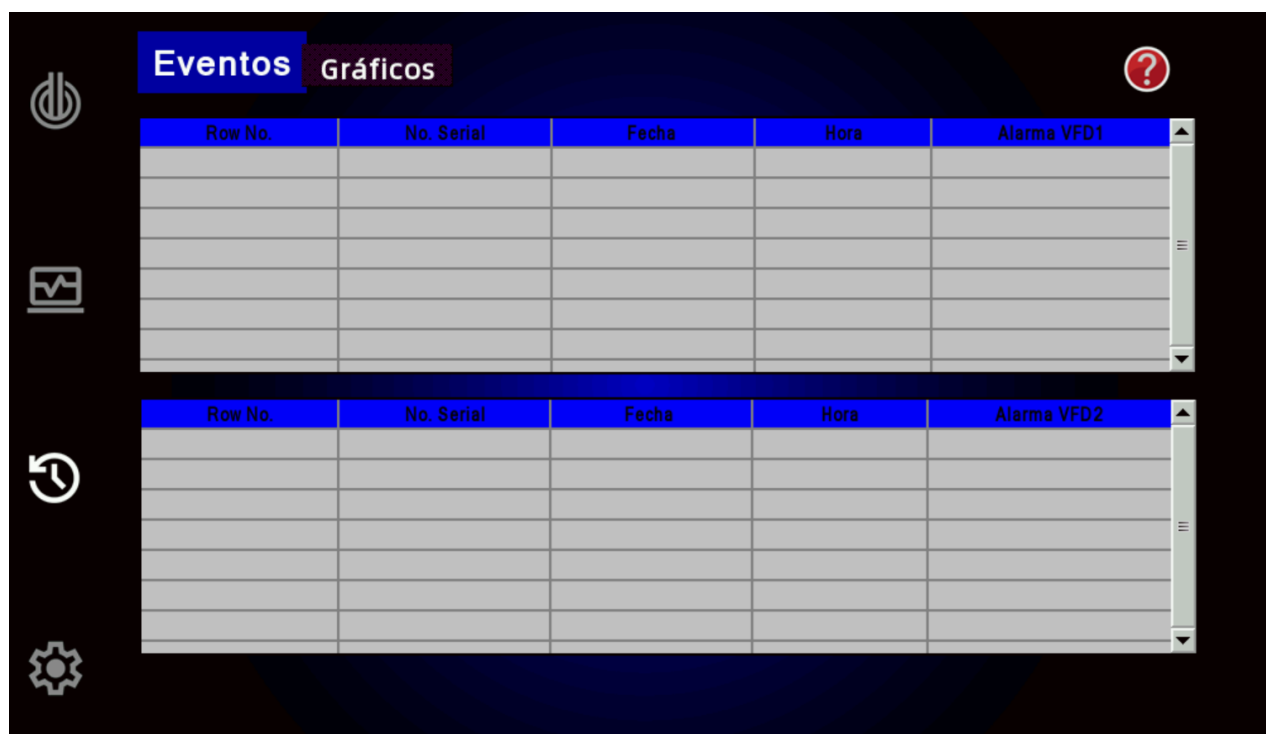 Eventos Gráficos
Row No. No. Serial Fecha Hora Alarma VFD1
Row No. No. Serial Fecha Hora Alarma VFD2